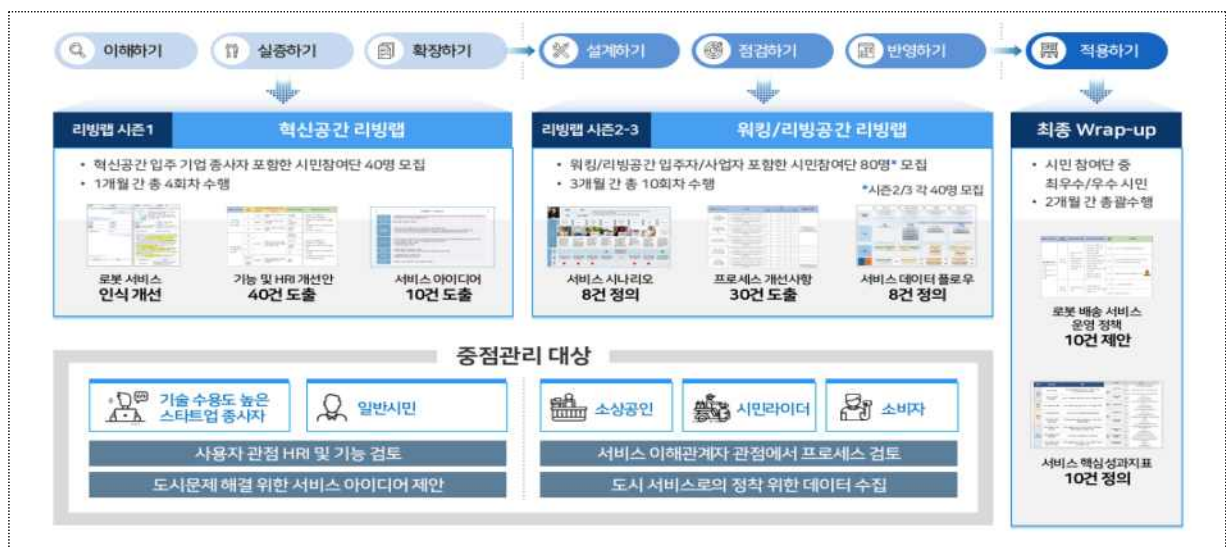 이해하기
실증하기
확장하기
설계하기
점검하기
반영하기
적용하기
리빙랩 시즌1
혁신공간 리빙랩
• 혁신공간 입주 기업 종사자 포함한 시민참여단 40명 모집
• 1개월 간 총 4회차 수행
로봇 서비스
인식 개선
기능 및 HRI 개선안
40건 도출
서비스 아이디어
10건 도출
리빙랩 시즌2-3
워킹/리빙공간 리빙랩
• 워킹/리빙공간 입주자/사업자 포함한 시민참여단 80명* 모집
• 3개월 간 총 10회차 수행
*시즌2/3 각 40명 모집
서비스 시나리오
8건 정의
프로세스 개선사항
30건 도출
서비스 데이터 플로우
8건 정의
최종 Wrap-up
• 시민 참여단 중
최우수/우수 시민
• 2개월 간 총괄수행
로봇 배송 서비스
운영 정책
10건 제안
서비스 핵심성과지표
10건 정의
중점관리 대상
기술 수용도 높은
스타트업 종사자
일반시민
소상공인
시민라이더
소비자
사용자 관점 HRI 및 기능 검토
도시문제 해결 위한 서비스 아이디어 제안
서비스 이해관계자 관점에서 프로세스 검토
도시 서비스로의 정착 위한 데이터 수집